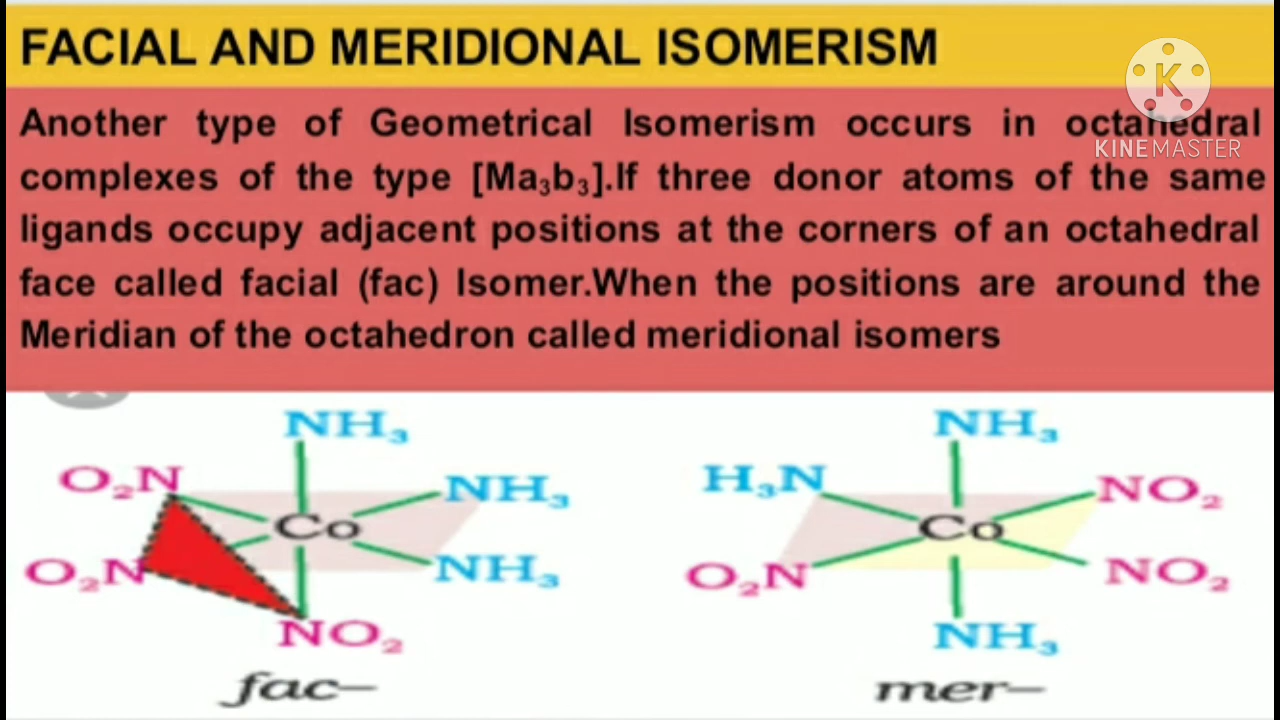 FACIAL AND MERIDIONAL ISOMERISM
K
KINEMASTER
Another type of Geometrical Isomerism occurs in octahedral
complexes of the type [Ma₃b₃].If three donor atoms of the same
ligands occupy adjacent positions at the corners of an octahedral
face called facial (fac) Isomer.When the positions are around the
Meridian of the octahedron called meridional isomers
NH₃
O₂N
NH₃
Co
O₂N
NH₃
NO₂
fac–
NH₃
H₃N
NO₂
Co
O₂N
NO₂
NH₃
mer–